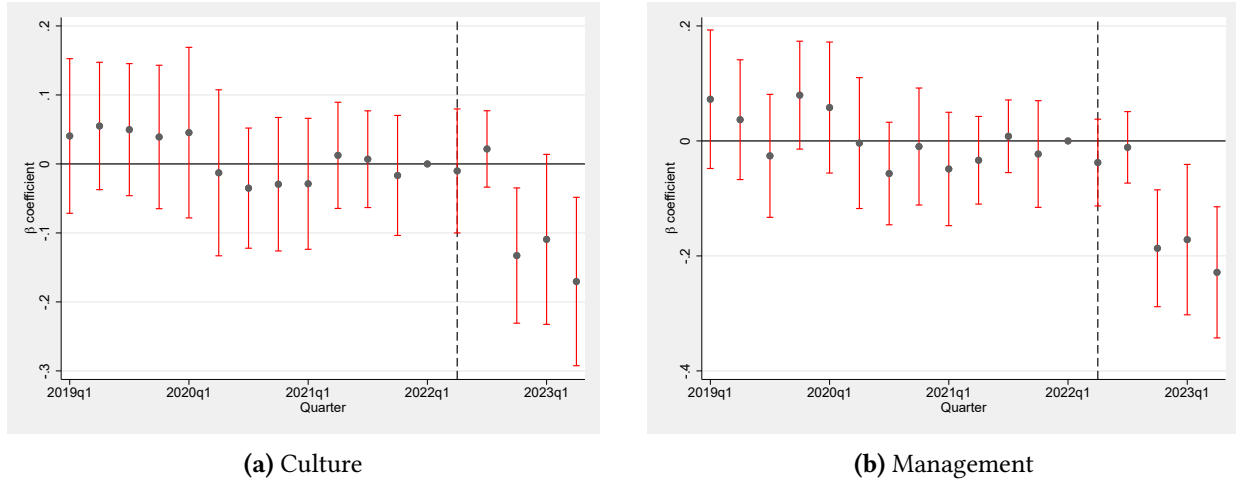 .2
.1
0
-.1
-.2
-.3
β coefficient
2019q1 2020q1 2021q1 2022q1 2023q1
Quarter
(a) Culture
.2
0
-.2
-.4
β coefficient
2019q1 2020q1 2021q1 2022q1 2023q1
Quarter
(b) Management